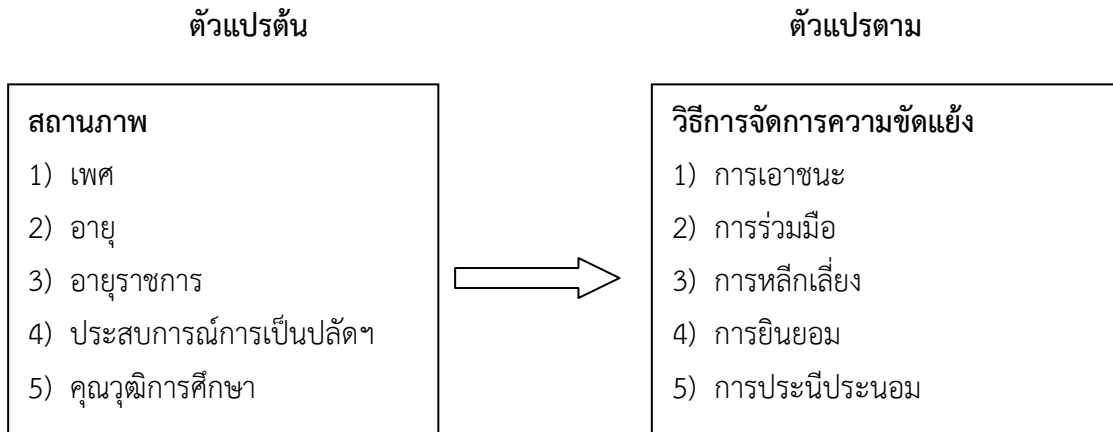 ตัวแปรต้น
ตัวแปรตาม
สถานภาพ
1) เพศ
2) อายุ
3) อายุราชการ
4) ประสบการณ์การเป็นปลัดฯ
5) คุณวุฒิการศึกษา
วิธีการจัดการความขัดแย้ง
1) การเอาชนะ
2) การร่วมมือ
3) การหลีกเลี่ยง
4) การยินยอม
5) การประนีประนอม